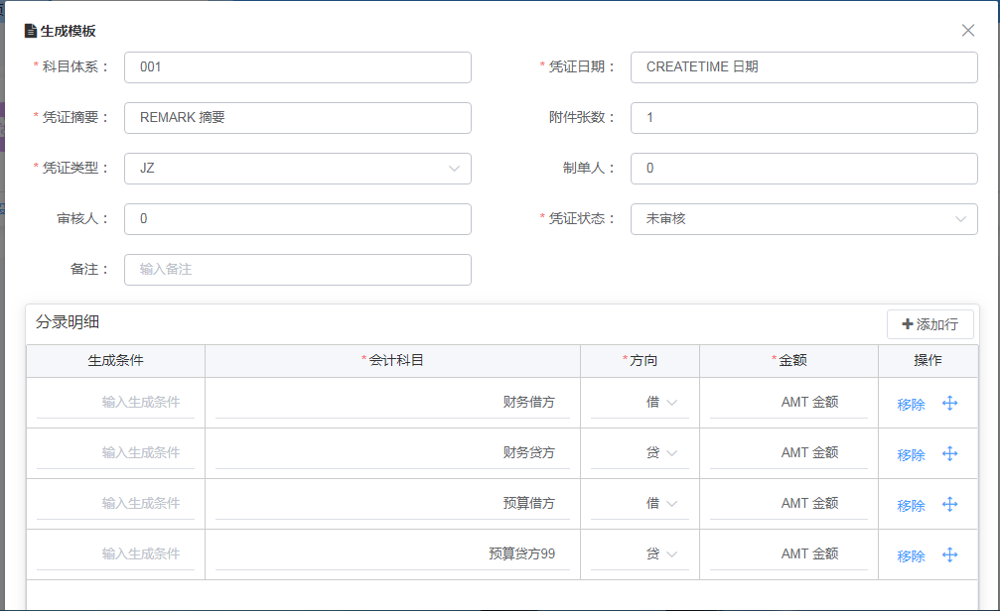 生成模板
* 科目体系： 001 * 凭证日期： CREATETIME 日期
* 凭证摘要： REMARK 摘要 附件张数： 1
* 凭证类型： JZ 制单人： 0
审核人： 0 * 凭证状态： 未审核
备注： 输入备注
分录明细 添加行
生成条件 * 会计科目 * 方向 * 金额 操作
输入生成条件 财务借方 借 AMT 金额 移除
输入生成条件 财务贷方 贷 AMT 金额 移除
输入生成条件 预算借方 借 AMT 金额 移除
输入生成条件 预算贷方99 贷 AMT 金额 移除